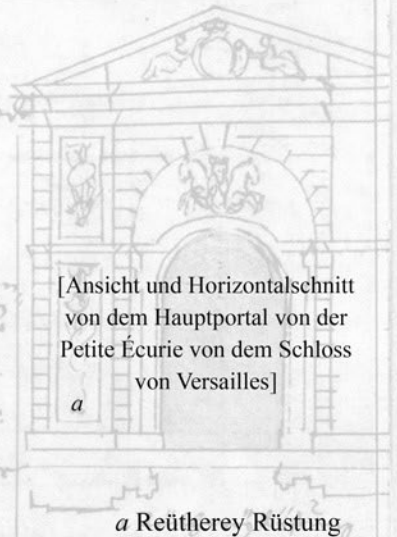 [Ansicht und Horizontalschnitt
von dem Hauptportal von der
Petite Écurie von dem Schloss
von Versailles]
a
a Reütherey Rüstung